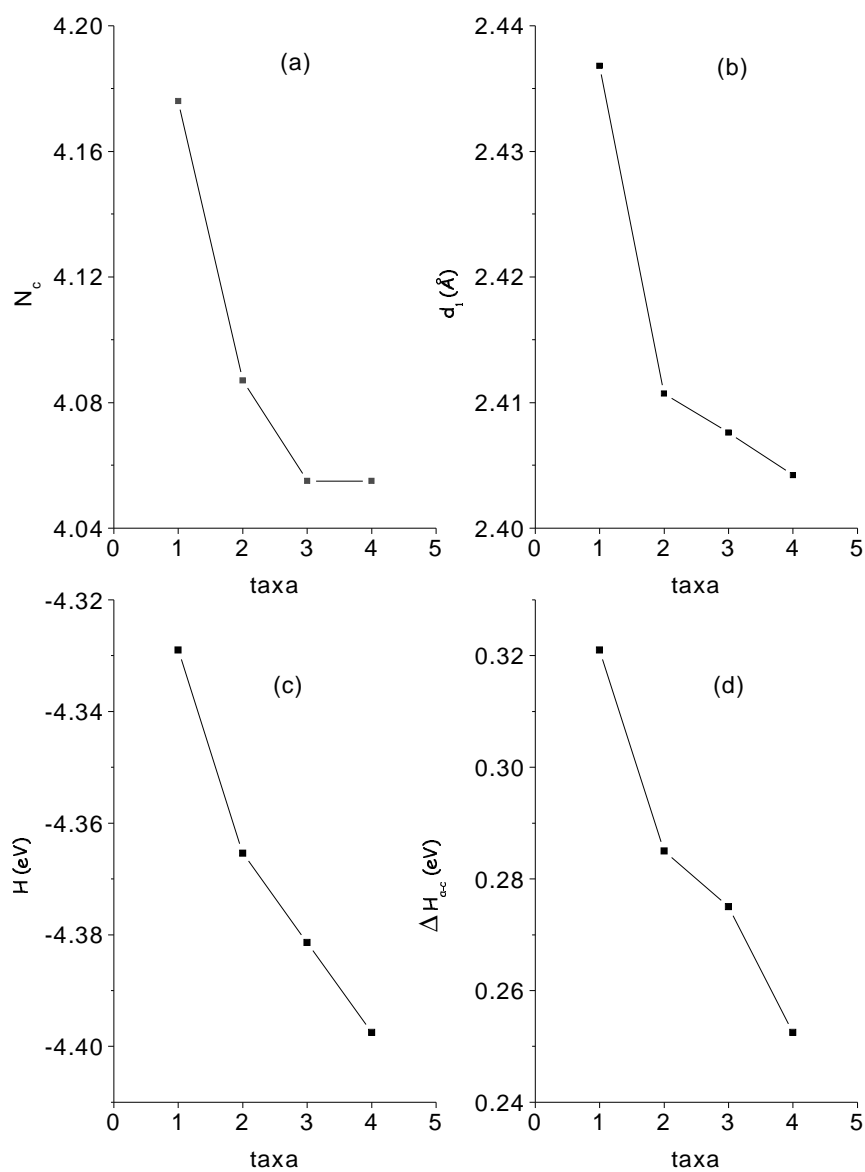 (a)
4.20
4.16
4.12
4.08
4.04
N_c
0 1 2 3 4 5
taxa
(b)
2.44
2.43
2.42
2.41
2.40
d_1 (Å)
0 1 2 3 4 5
taxa
(c)
-4.32
-4.34
-4.36
-4.38
-4.40
H (eV)
0 1 2 3 4 5
taxa
(d)
0.32
0.30
0.28
0.26
0.24
ΔH_a-c (eV)
0 1 2 3 4 5
taxa